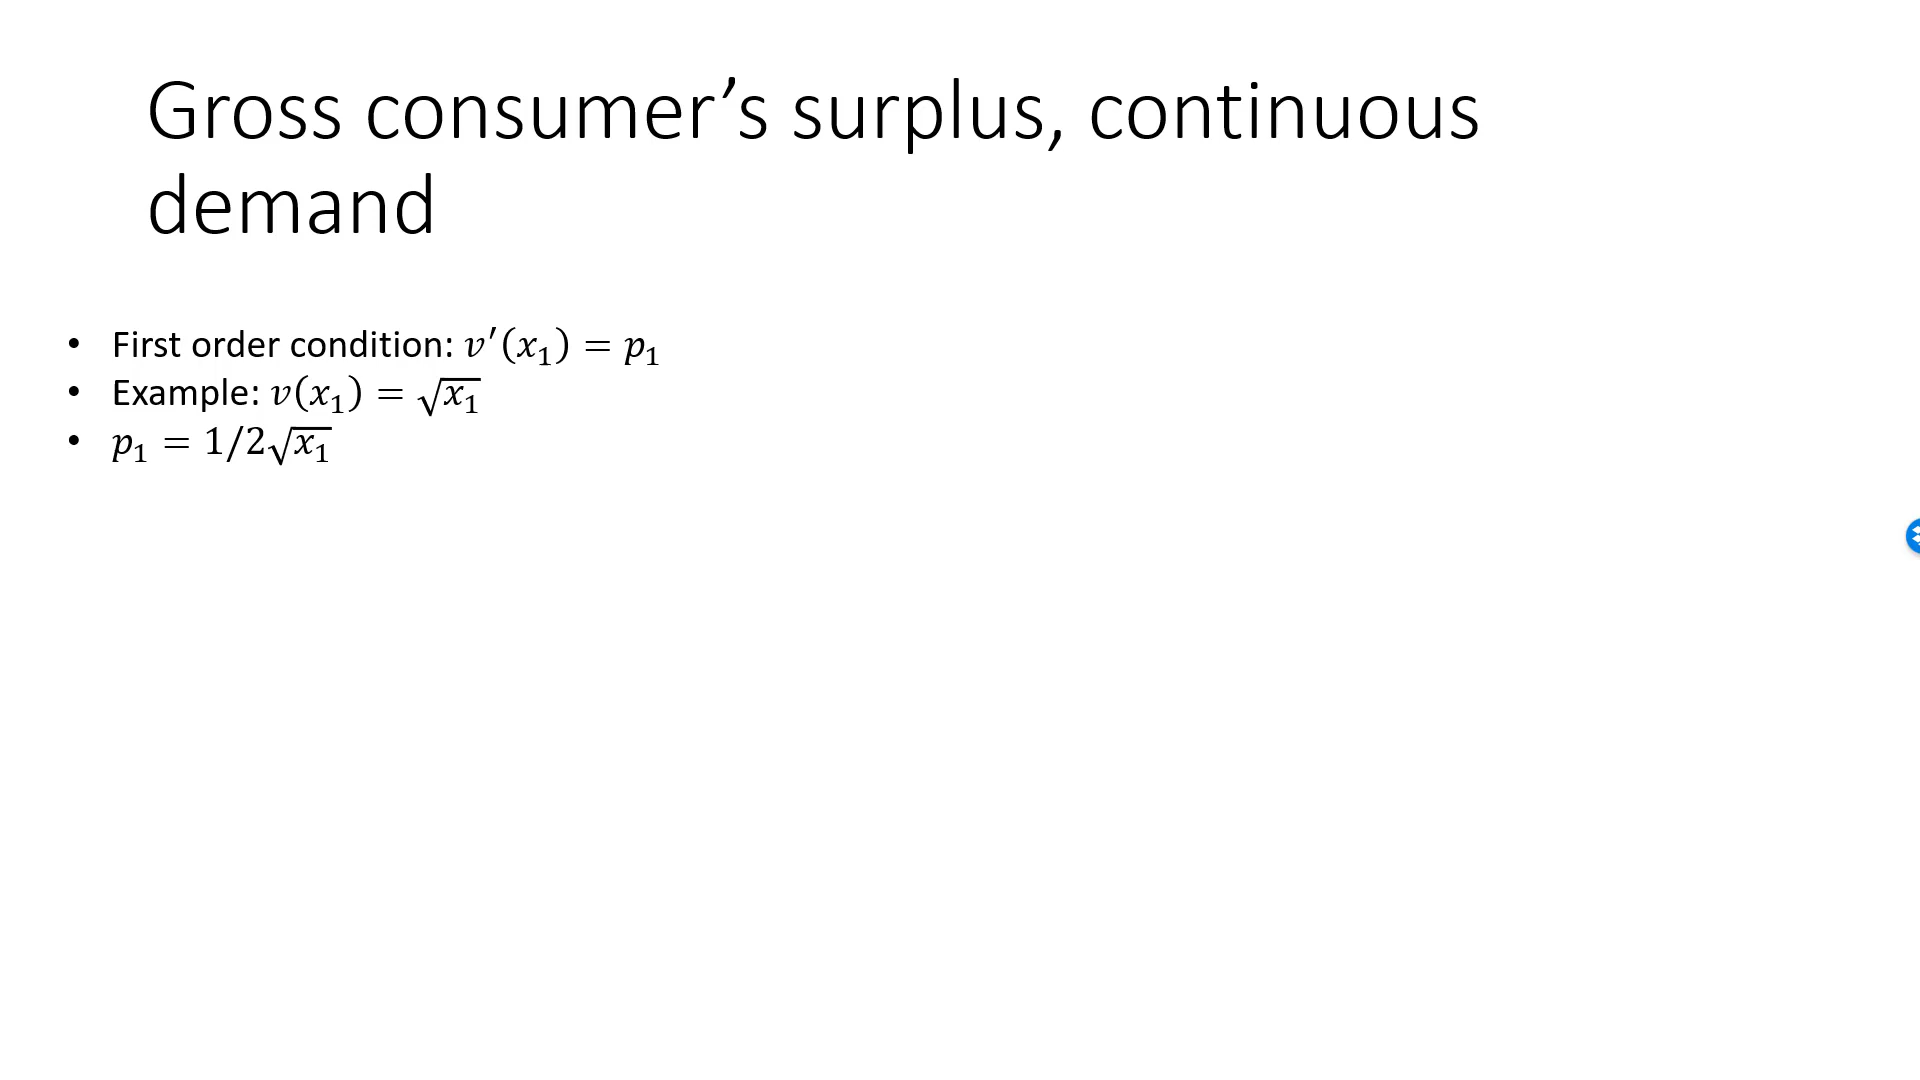 Gross consumer’s surplus, continuous
demand
• First order condition: 𝑣′(𝑥₁) = 𝑝₁
• Example: 𝑣(𝑥₁) = √𝑥₁
• 𝑝₁ = 1/2√𝑥₁